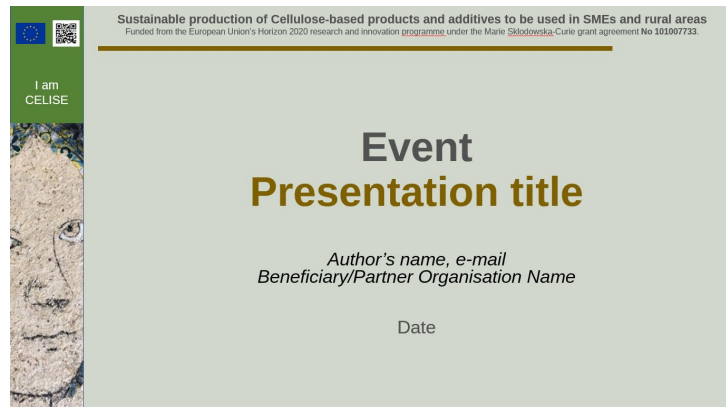 Sustainable production of Cellulose-based products and additives to be used in SMEs and rural areas
Funded from the European Union's Horizon 2020 research and innovation programme under the Marie Skłodowska-Curie grant agreement No 101007733.
I am
CELISE
Event
Presentation title
Author's name, e-mail
Beneficiary/Partner Organisation Name
Date